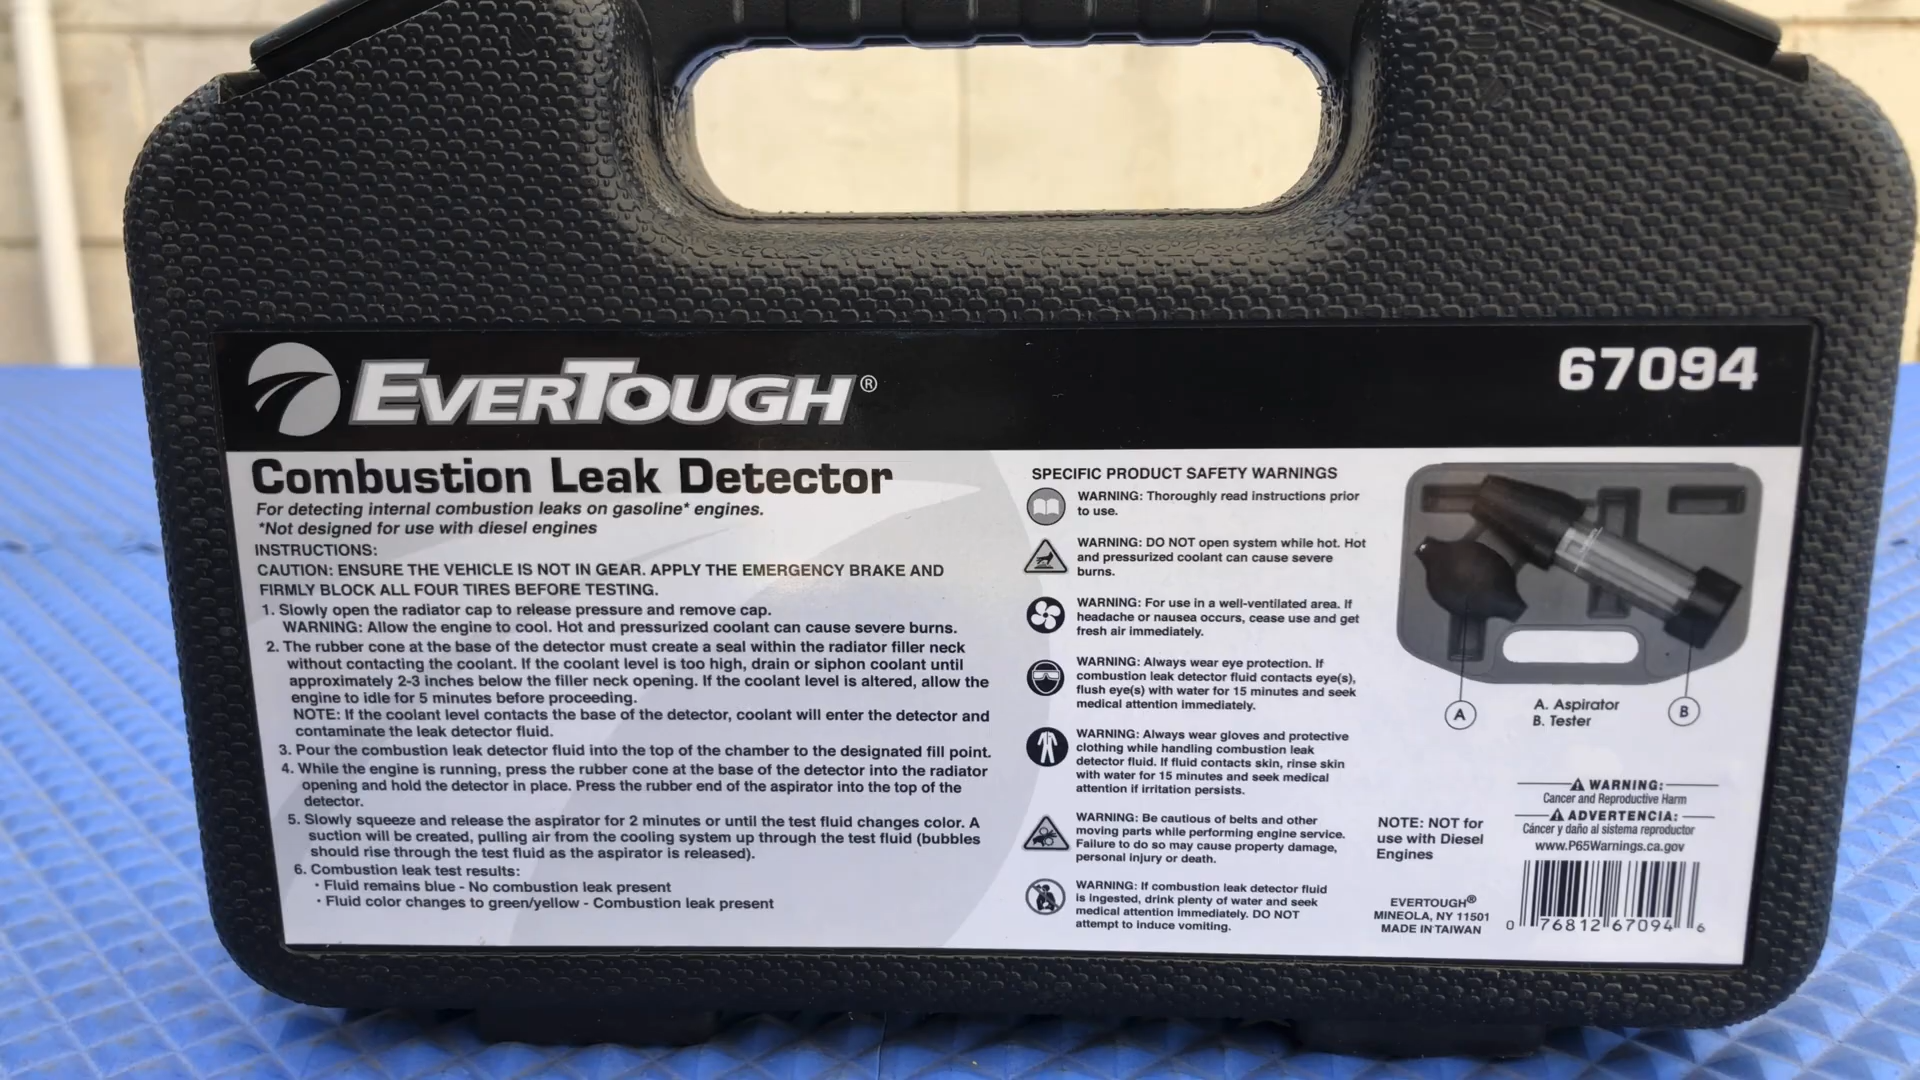 EVERTOUGH®
67094
Combustion Leak Detector
For detecting internal combustion leaks on gasoline* engines.
*Not designed for use with diesel engines
INSTRUCTIONS:
CAUTION: ENSURE THE VEHICLE IS NOT IN GEAR. APPLY THE EMERGENCY BRAKE AND
FIRMLY BLOCK ALL FOUR TIRES BEFORE TESTING.
1. Slowly open the radiator cap to release pressure and remove cap.
WARNING: Allow the engine to cool. Hot and pressurized coolant can cause severe burns.
2. The rubber cone at the base of the detector must create a seal within the radiator filler neck
without contacting the coolant. If the coolant level is too high, drain or siphon coolant until
approximately 2-3 inches below the filler neck opening. If the coolant level is altered, allow the
engine to idle for 5 minutes before proceeding.
NOTE: If the coolant level contacts the base of the detector, coolant will enter the detector and
contaminate the leak detector fluid.
3. Pour the combustion leak detector fluid into the top of the chamber to the designated fill point.
4. While the engine is running, press the rubber cone at the base of the detector into the radiator
opening and hold the detector in place. Press the rubber end of the aspirator into the top of the
detector.
5. Slowly squeeze and release the aspirator for 2 minutes or until the test fluid changes color. A
suction will be created, pulling air from the cooling system up through the test fluid (bubbles
should rise through the test fluid as the aspirator is released).
6. Combustion leak test results:
• Fluid remains blue - No combustion leak present
• Fluid color changes to green/yellow - Combustion leak present
SPECIFIC PRODUCT SAFETY WARNINGS
WARNING: Thoroughly read instructions prior
to use.
WARNING: DO NOT open system while hot. Hot
and pressurized coolant can cause severe
burns.
WARNING: For use in a well-ventilated area. If
headache or nausea occurs, cease use and get
fresh air immediately.
WARNING: Always wear eye protection. If
combustion leak detector fluid contacts eye(s),
flush eye(s) with water for 15 minutes and seek
medical attention immediately.
WARNING: Always wear gloves and protective
clothing while handling combustion leak
detector fluid. If fluid contacts skin, rinse skin
with water for 15 minutes and seek medical
attention if irritation persists.
WARNING: Be cautious of belts and other
moving parts while performing engine service.
Failure to do so may cause property damage,
personal injury or death.
WARNING: If combustion leak detector fluid
is ingested, drink plenty of water and seek
medical attention immediately. DO NOT
attempt to induce vomiting.
A
A. Aspirator
B. Tester
B
NOTE: NOT for
use with Diesel
Engines
EVERTOUGH®
MINEOLA, NY 11501
MADE IN TAIWAN
WARNING:
Cancer and Reproductive Harm
ADVERTENCIA:
Cáncer y daño al sistema reproductor
www.P65Warnings.ca.gov
0 76812 67094 6